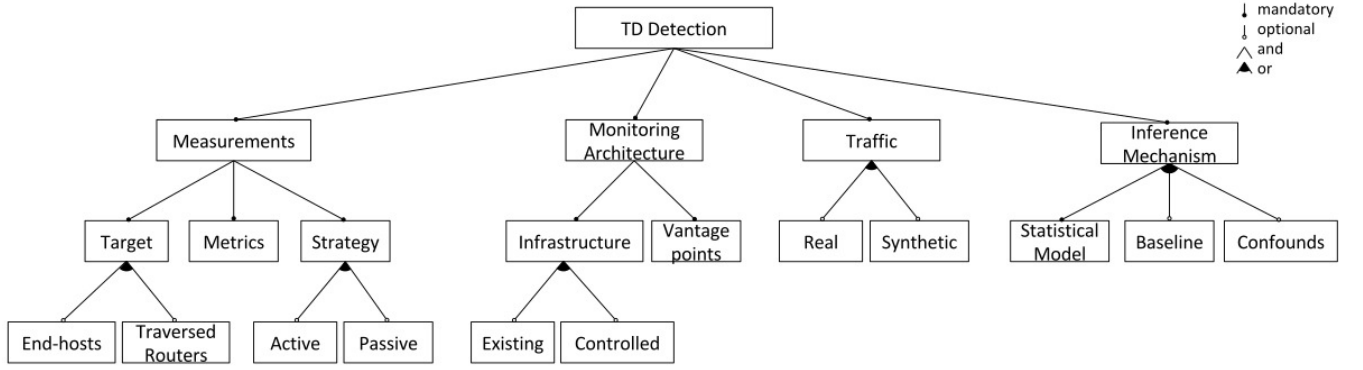 TD Detection
mandatory
optional
and
or
Measurements
Monitoring
Architecture
Traffic
Inference
Mechanism
Target
Metrics
Strategy
Infrastructure
Vantage
points
Real
Synthetic
Statistical
Model
Baseline
Confounds
End-hosts
Traversed
Routers
Active
Passive
Existing
Controlled